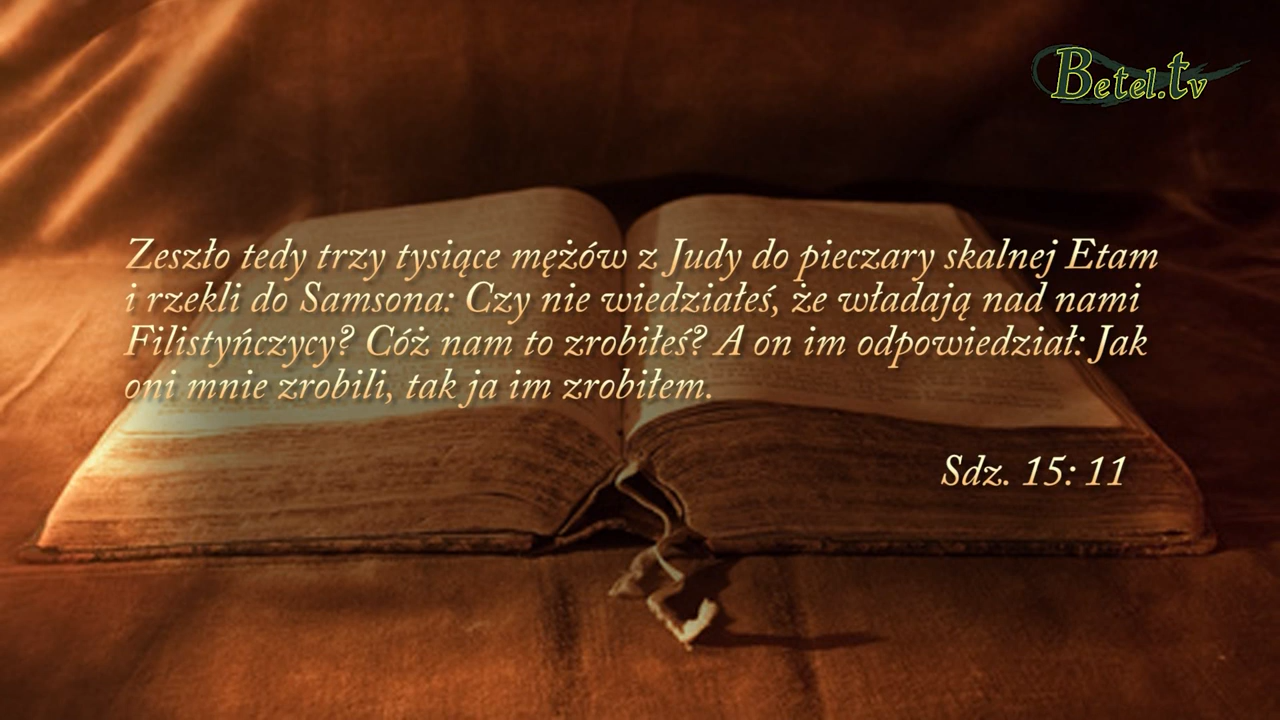 Betel.tv
Zeszło tedy trzy tysiące mężów z Judy do pieczary skalnej Etam
i rzekli do Samsona: Czy nie wiedziałeś, że władają nad nami
Filistyńczycy? Cóż nam to zrobiłeś? A on im odpowiedział: Jak
oni mnie zrobili, tak ja im zrobiłem.
Sdz. 15: 11